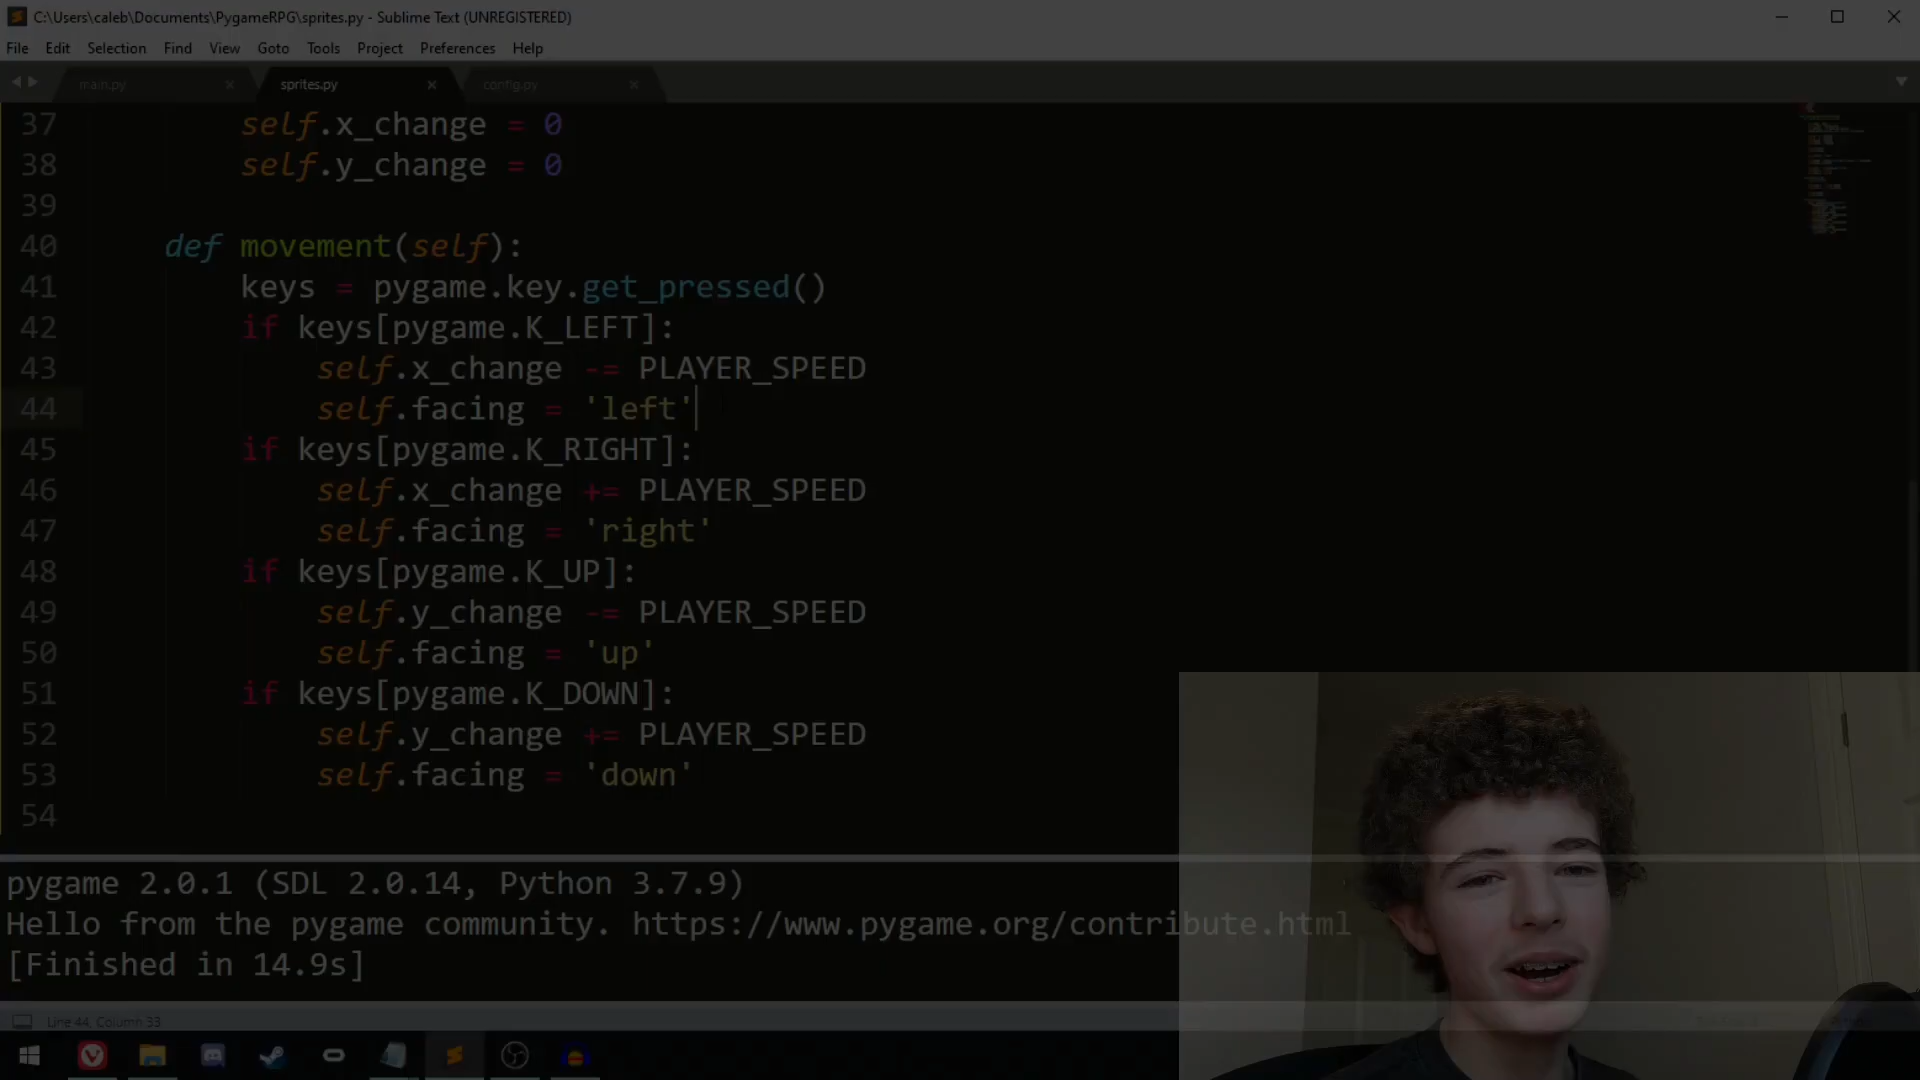 C:\Users\caleb\Documents\PygameRPG\sprites.py - Sublime Text (UNREGISTERED)
File Edit Selection Find View Goto Tools Project Preferences Help
main.py sprites.py config.py
37 self.x_change = 0
38 self.y_change = 0
39
40 def movement(self):
41 keys = pygame.key.get_pressed()
42 if keys[pygame.K_LEFT]:
43 self.x_change -= PLAYER_SPEED
44 self.facing = 'left'
45 if keys[pygame.K_RIGHT]:
46 self.x_change += PLAYER_SPEED
47 self.facing = 'right'
48 if keys[pygame.K_UP]:
49 self.y_change -= PLAYER_SPEED
50 self.facing = 'up'
51 if keys[pygame.K_DOWN]:
52 self.y_change += PLAYER_SPEED
53 self.facing = 'down'
54
pygame 2.0.1 (SDL 2.0.14, Python 3.7.9)
Hello from the pygame community. https://www.pygame.org/contribute.html
[Finished in 14.9s]
Line 44, Column 33